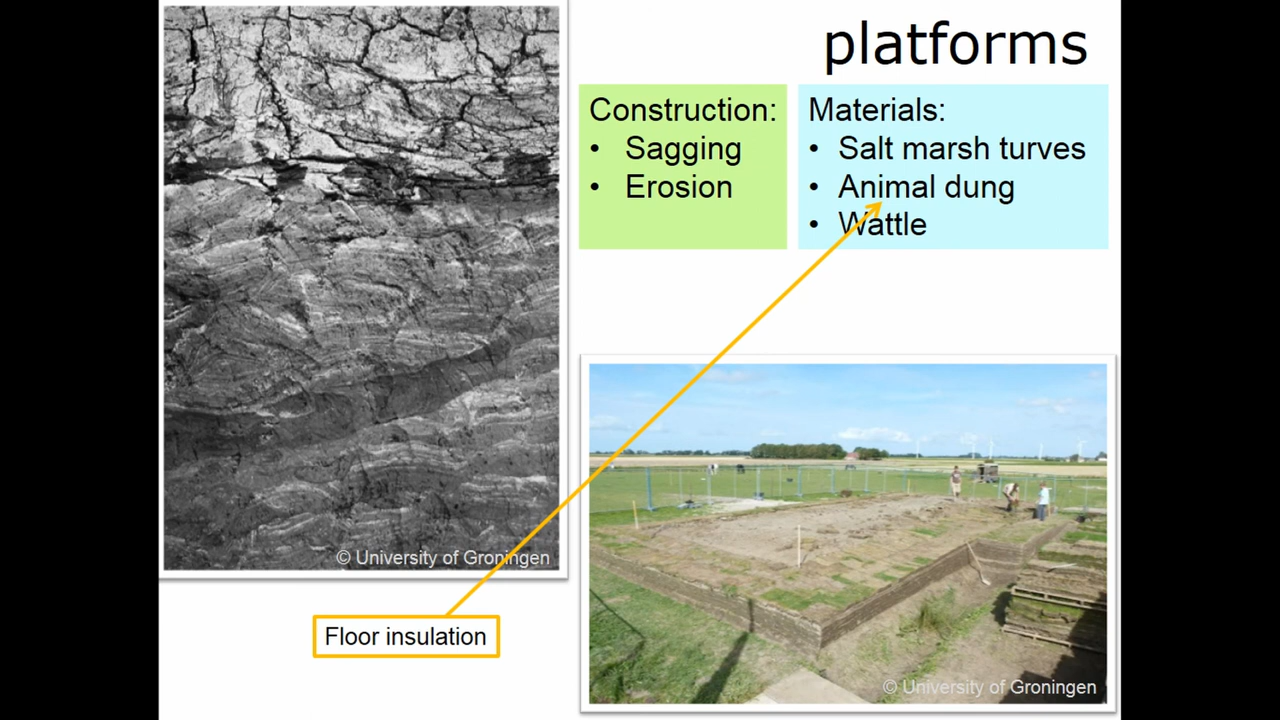 platforms
Construction:
• Sagging
• Erosion
Materials:
• Salt marsh turves
• Animal dung
• Wattle
© University of Groningen
Floor insulation
© University of Groningen